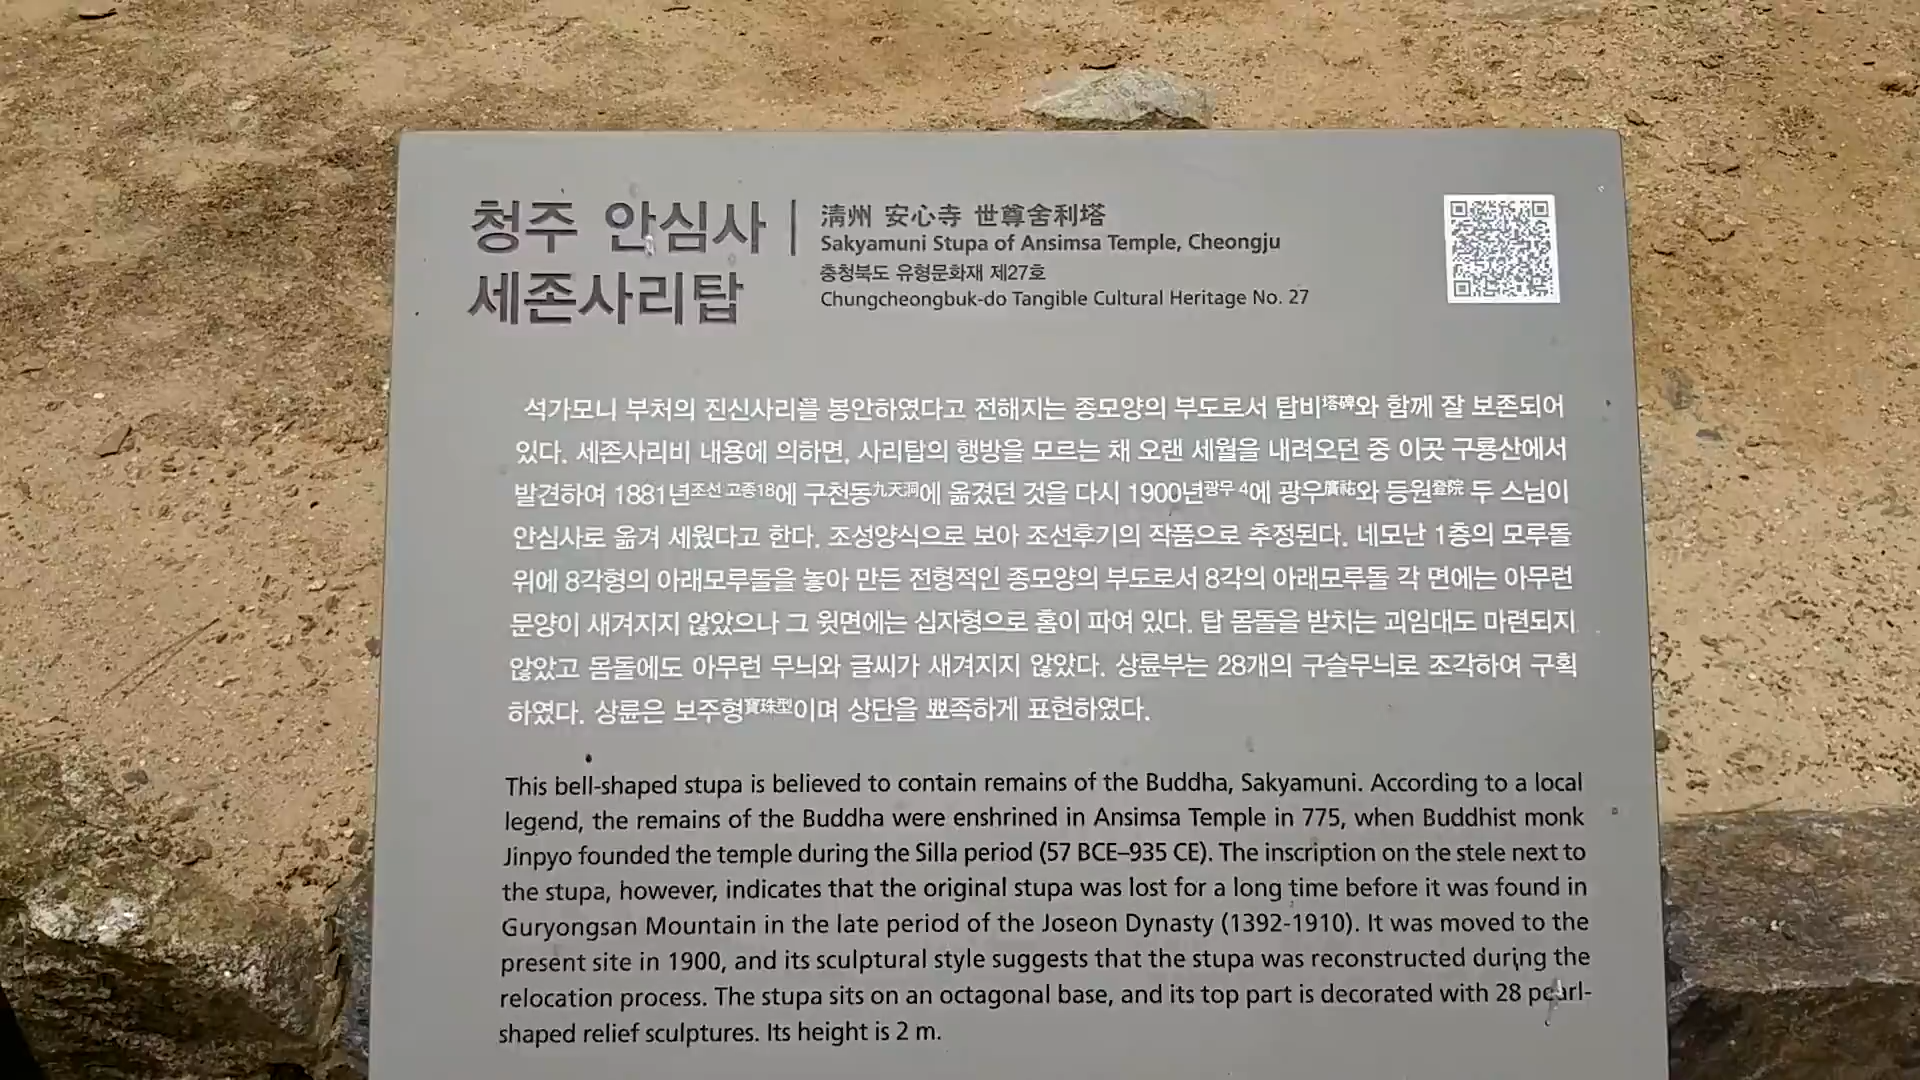 청주 안심사
세존사리탑
淸州 安心寺 世尊舍利塔
Sakyamuni Stupa of Ansimsa Temple, Cheongju
충청북도 유형문화재 제27호
Chungcheongbuk-do Tangible Cultural Heritage No. 27
석가모니 부처의 진신사리를 봉안하였다고 전해지는 종모양의 부도로서 탑비塔碑와 함께 잘 보존되어
있다. 세존사리비 내용에 의하면, 사리탑의 행방을 모르는 채 오랜 세월을 내려오던 중 이곳 구룡산에서
발견하여 1881년조선 고종18에 구천동九天洞에 옮겼던 것을 다시 1900년광무 4에 광우廣祐와 등원登院 두 스님이
안심사로 옮겨 세웠다고 한다. 조성양식으로 보아 조선후기의 작품으로 추정된다. 네모난 1층의 모루돌
위에 8각형의 아래모루돌을 놓아 만든 전형적인 종모양의 부도로서 8각의 아래모루돌 각 면에는 아무런
문양이 새겨지지 않았으나 그 윗면에는 십자형으로 홈이 파여 있다. 탑 몸돌을 받치는 괴임대도 마련되지
않았고 몸돌에도 아무런 무늬와 글씨가 새겨지지 않았다. 상륜부는 28개의 구슬무늬로 조각하여 구획
하였다. 상륜은 보주형寶珠型이며 상단을 뾰족하게 표현하였다.
This bell-shaped stupa is believed to contain remains of the Buddha, Sakyamuni. According to a local
legend, the remains of the Buddha were enshrined in Ansimsa Temple in 775, when Buddhist monk
Jinpyo founded the temple during the Silla period (57 BCE–935 CE). The inscription on the stele next to
the stupa, however, indicates that the original stupa was lost for a long time before it was found in
Guryongsan Mountain in the late period of the Joseon Dynasty (1392-1910). It was moved to the
present site in 1900, and its sculptural style suggests that the stupa was reconstructed during the
relocation process. The stupa sits on an octagonal base, and its top part is decorated with 28 pearl-
shaped relief sculptures. Its height is 2 m.